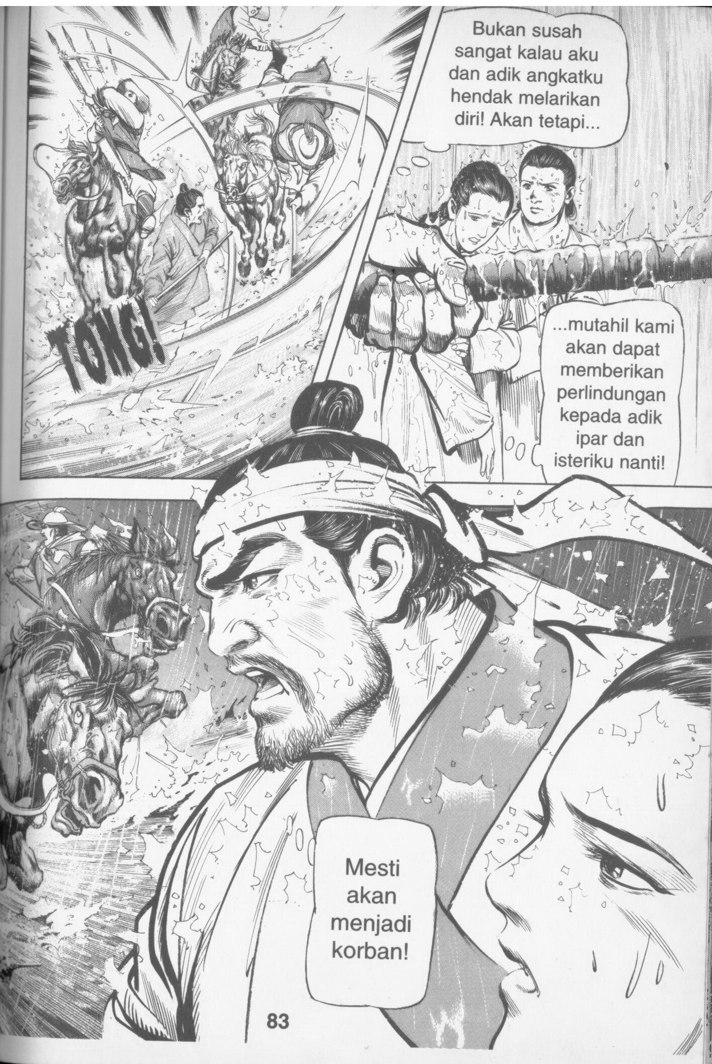 TONG!
Bukan susah
sangat kalau aku
dan adik angkatku
hendak melarikan
diri! Akan tetapi...
...mutahil kami
akan dapat
memberikan
perlindungan
kepada adik
ipar dan
isteriku nanti!
Mesti
akan
menjadi
korban!
83